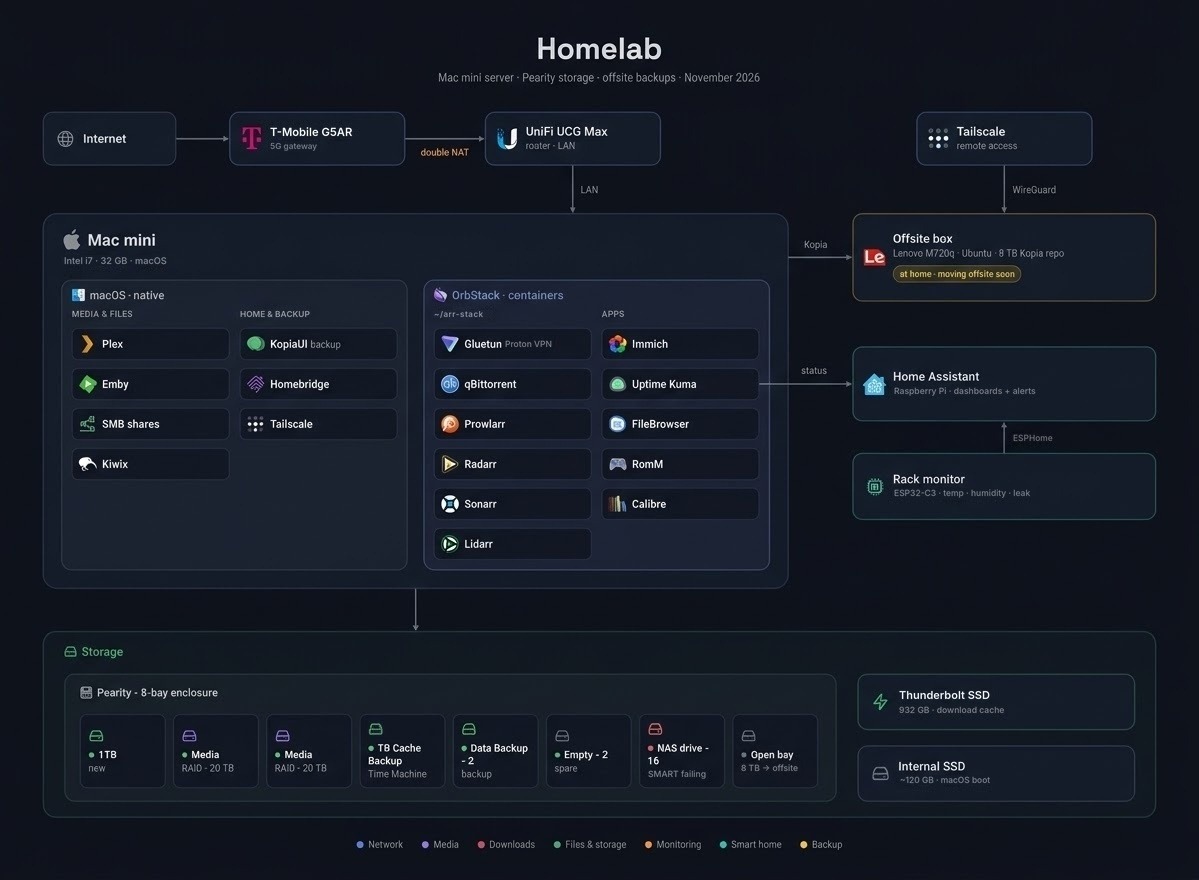 Homelab
Mac mini server · Pearity storage · offsite backups · November 2026
Internet
T-Mobile G5AR
5G gateway
double NAT
UniFi UCG Max
roater · LAN
Tailscale
remote access
LAN
WireGuard
Mac mini
Intel i7 · 32 GB · macOS
macOS · native
MEDIA & FILES
Plex
Emby
SMB shares
Kiwix
HOME & BACKUP
KopiaUI backup
Homebridge
Tailscale
OrbStack · containers
~/arr-stack
Gluetun Proton VPN
qb
qBittorrent
Prowlarr
Radarr
Sonarr
Lidarr
APPS
Immich
Uptime Kuma
FileBrowser
RomM
Calibre
Kopia
Le
Offsite box
Lenovo M720q · Ubuntu · 8 TB Kopia repo
at home · moving offsite soon
status
Home Assistant
Raspberry Pi · dashboards + alerts
ESPHome
Rack monitor
ESP32-C3 · temp · humidity · leak
Storage
Pearity - 8-bay enclosure
1TB
new
Media
RAID · 20 TB
Media
RAID · 20 TB
TB Cache
Backup
Time Machine
Data Backup
- 2
backup
Empty - 2
spare
NAS drive -
16
SMART failing
Open bay
8 TB → offsite
Thunderbolt SSD
932 GB · download cache
Internal SSD
~120 GB · macOS boot
Network
Media
Downloads
Files & storage
Monitoring
Smart home
Backup